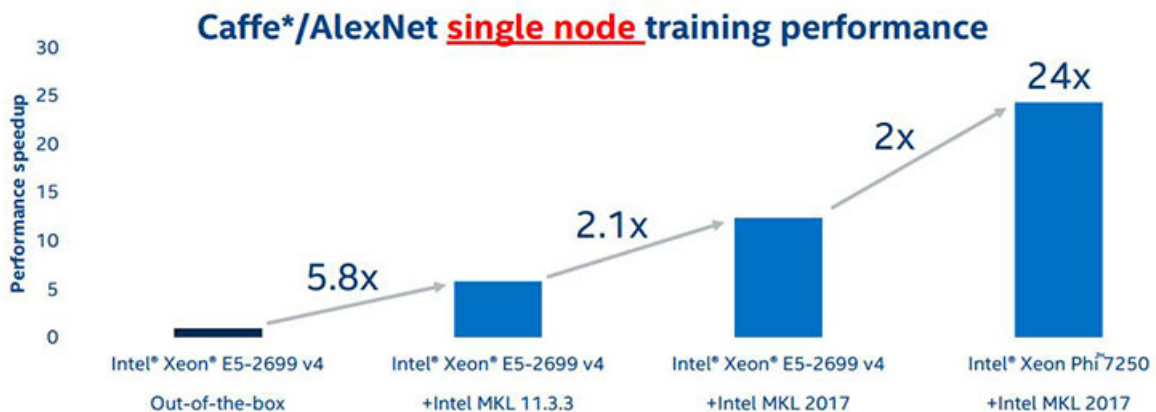 Caffe*/AlexNet single node training performance
Performance speedup
30
25
20
15
10
5
0
5.8x
2.1x
2x
24x
Intel® Xeon® E5-2699 v4
Out-of-the-box
Intel® Xeon® E5-2699 v4
+Intel MKL 11.3.3
Intel® Xeon® E5-2699 v4
+Intel MKL 2017
Intel® Xeon Phi™ 7250
+Intel MKL 2017